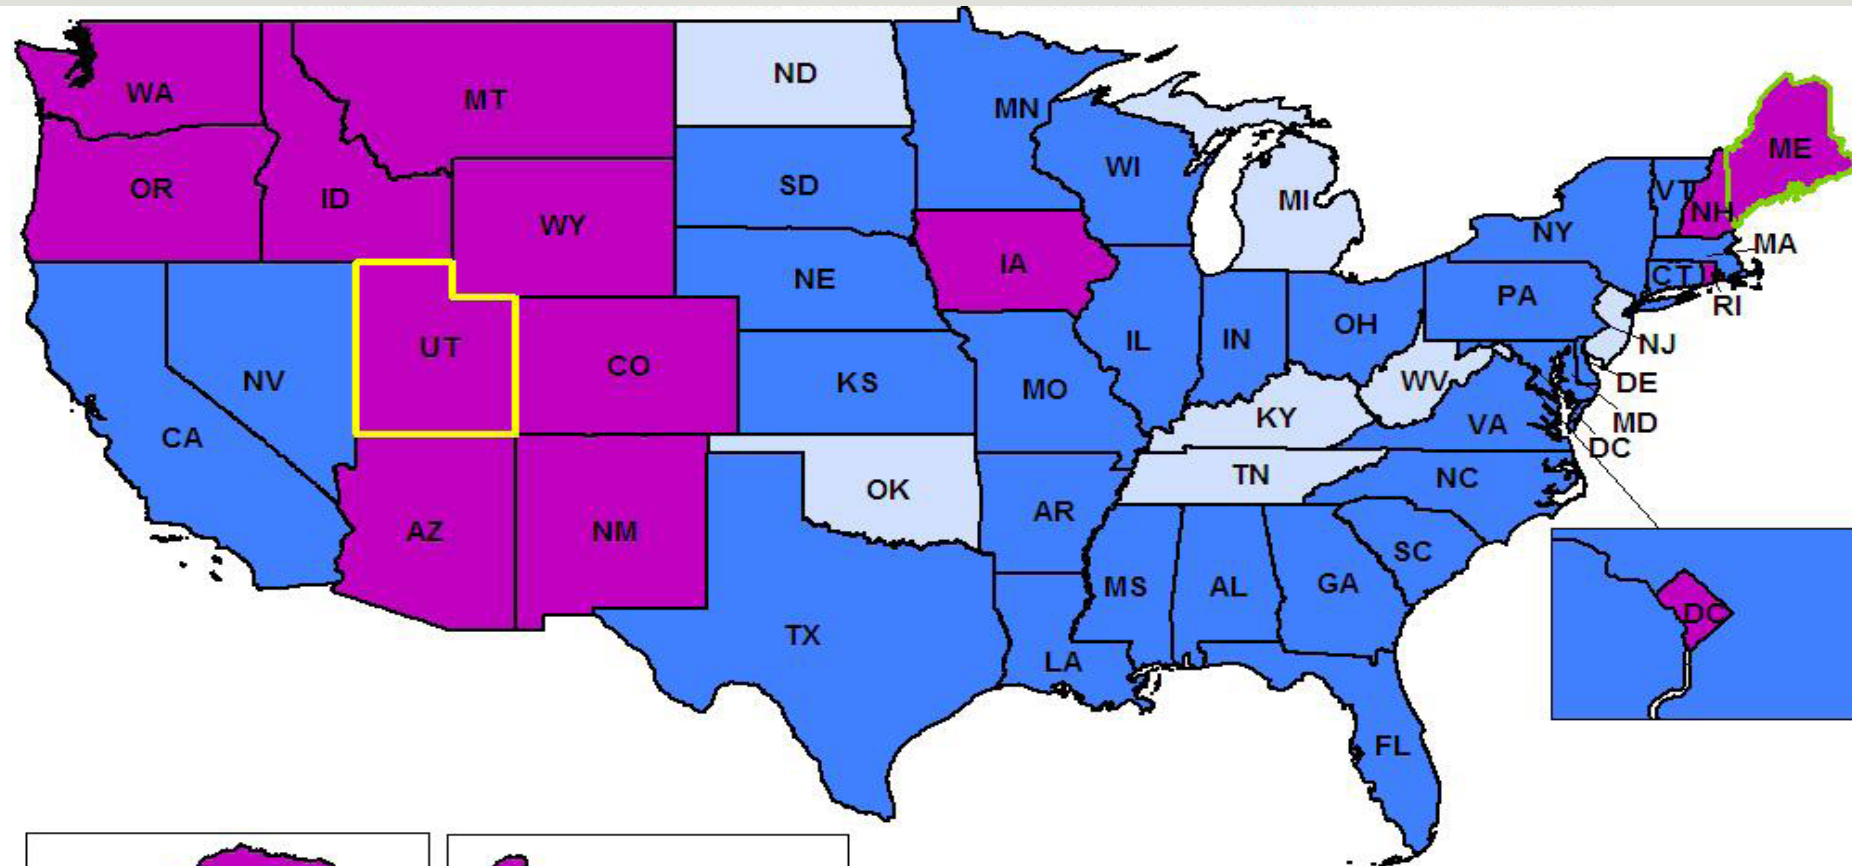 WA
MT
ND
MN
OR
ID
WY
SD
WI
MI
ME
VT
NH
NY
MA
IA
NE
CT
RI
PA
UT
CO
NV
KS
MO
IL
IN
OH
NJ
WV
DE
CA
KY
VA
MD
DC
AZ
NM
OK
AR
TN
NC
SC
TX
LA
MS
AL
GA
DC
FL